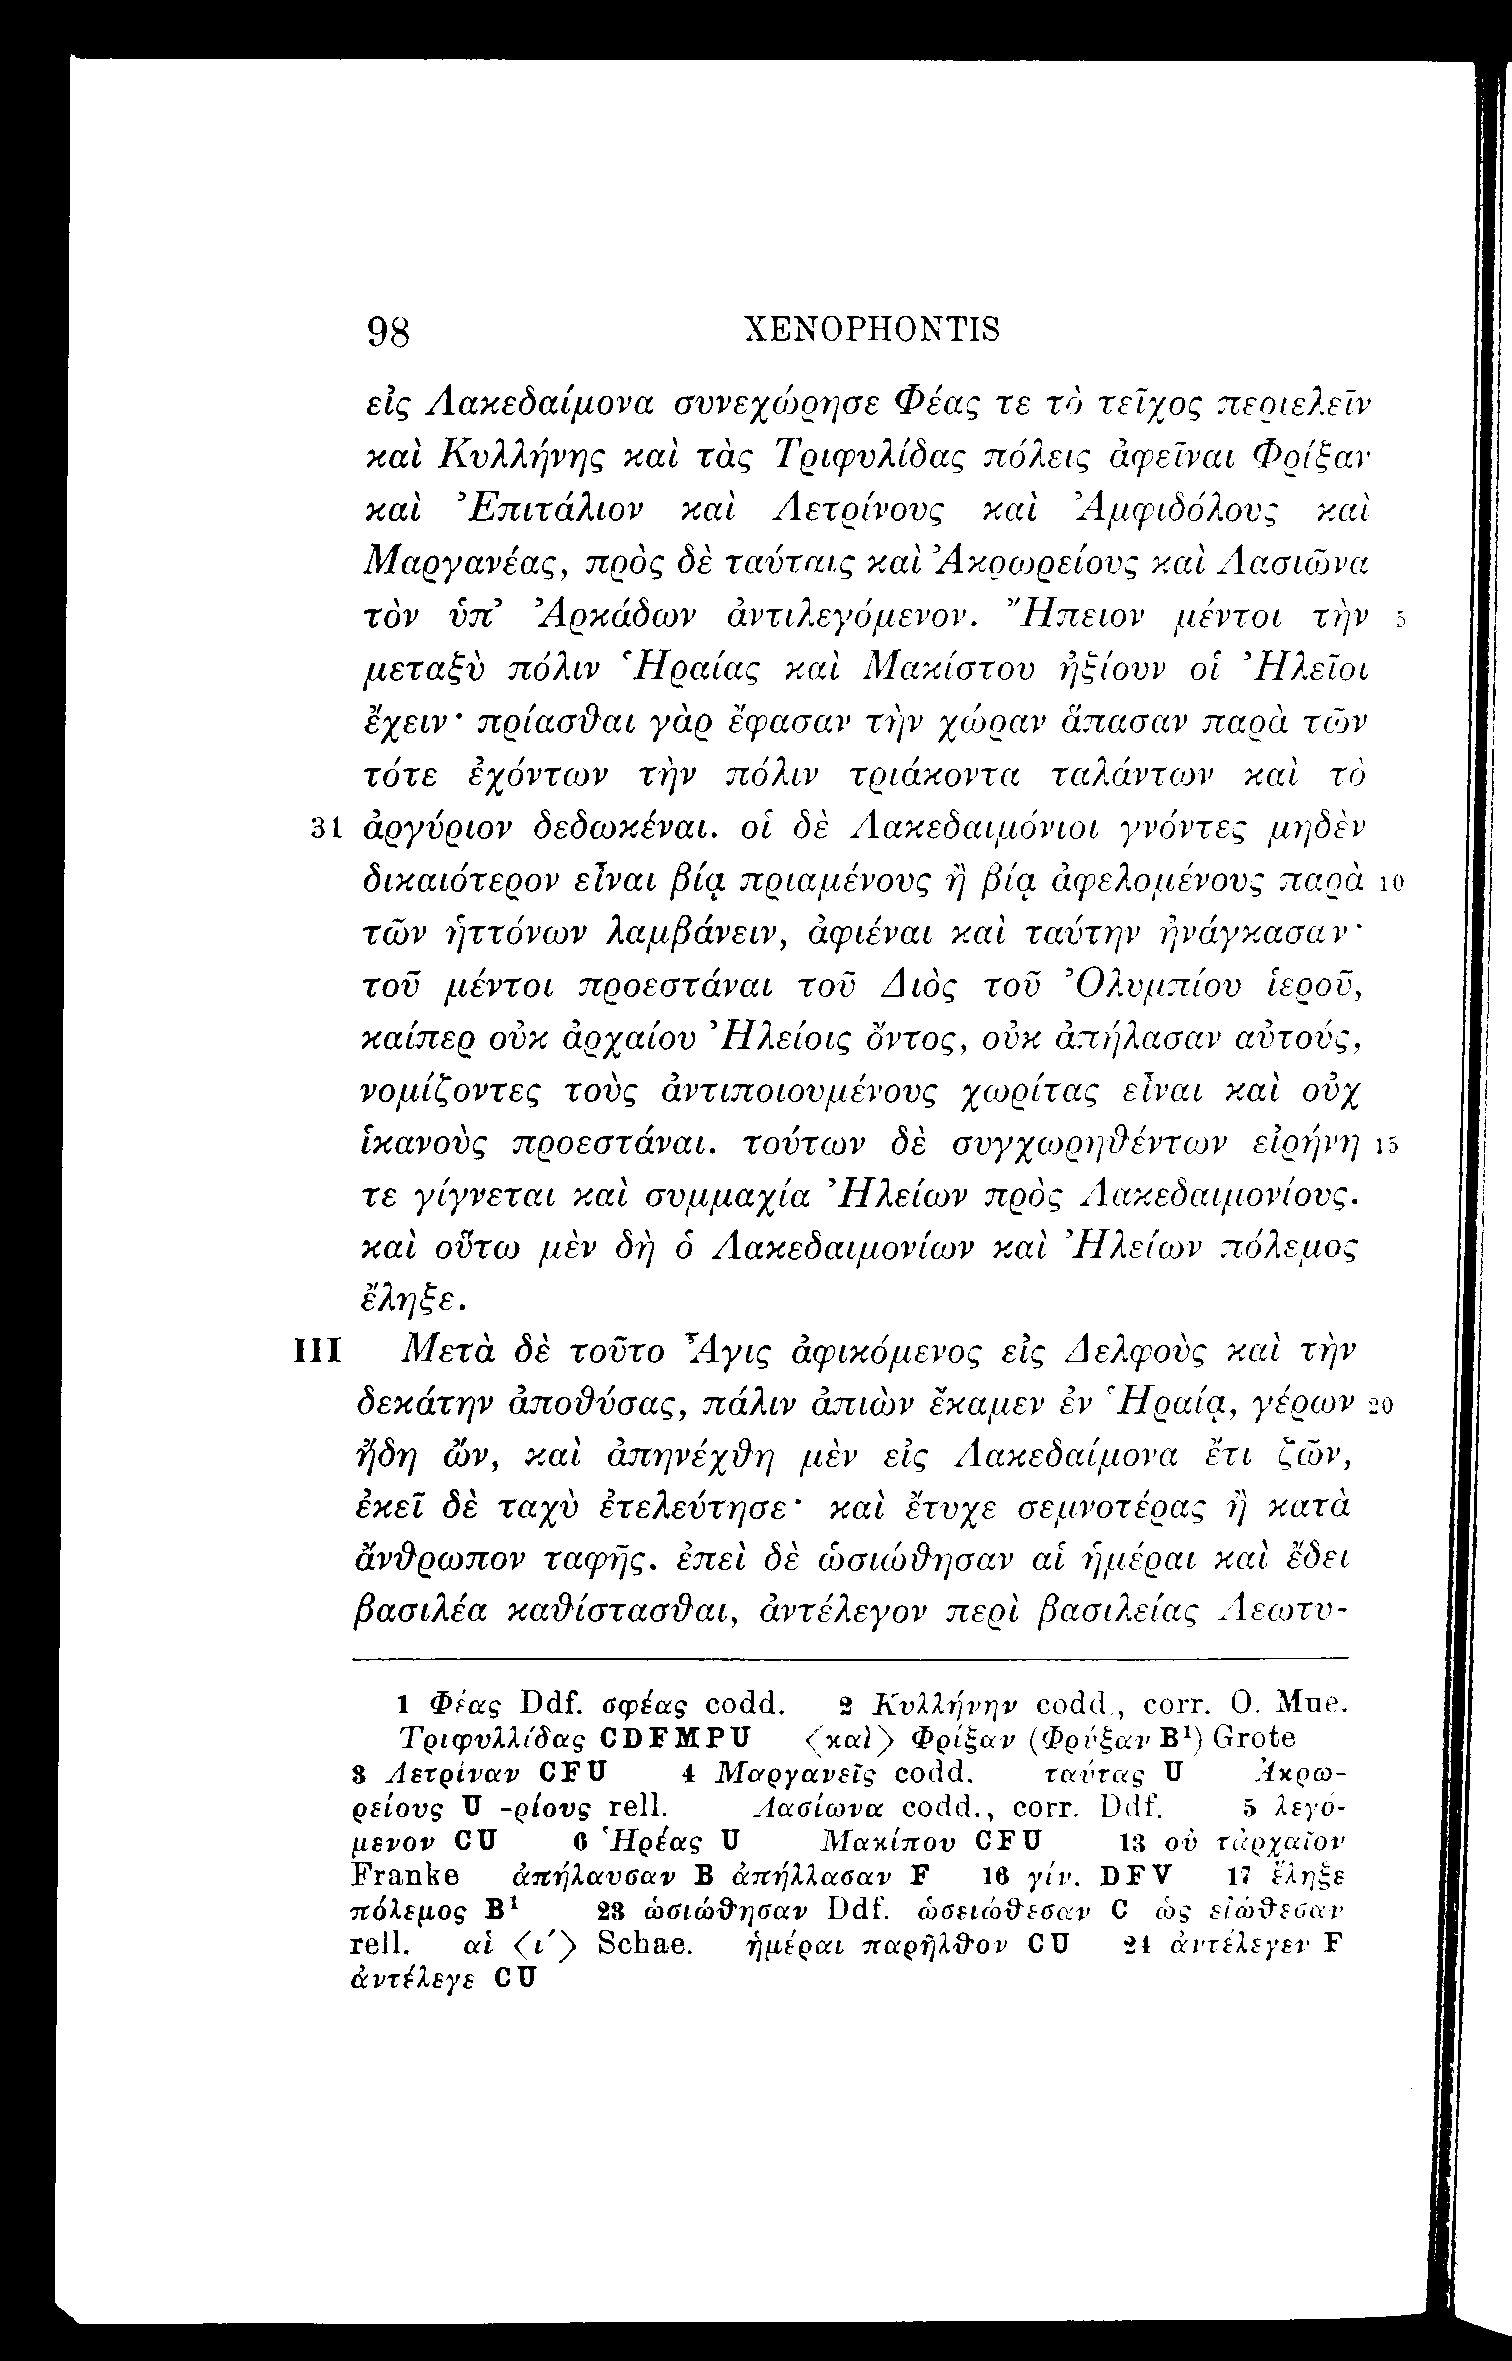 98 XENOPHONTIS
εἰς Λακεδαίμονα συνεχώρησε Φέας τε τὸ τεῖχος περιελεῖν
καὶ Κυλλήνης καὶ τὰς Τριφυλίδας πόλεις ἀφεῖναι Φρίξαν
καὶ Ἐπιτάλιον καὶ Λετρίνους καὶ Ἀμφιδόλους καὶ
Μαργανέας, πρὸς δὲ ταύταις καὶ Ἀκρωρείους καὶ Λασιῶνα
τὸν ὑπ’ Ἀρκάδων ἀντιλεγόμενον. Ἤπειον μέντοι τὴν 5
μεταξὺ πόλιν Ἡραίας καὶ Μακίστου ἠξίουν οἱ Ἠλεῖοι
ἔχειν· πρίασθαι γὰρ ἔφασαν τὴν χώραν ἅπασαν παρὰ τῶν
τότε ἐχόντων τὴν πόλιν τριάκοντα ταλάντων καὶ τὸ
31 ἀργύριον δεδωκέναι. οἱ δὲ Λακεδαιμόνιοι γνόντες μηδὲν
δικαιότερον εἶναι βίᾳ πριαμένους ἢ βίᾳ ἀφελομένους παρὰ 10
τῶν ἡττόνων λαμβάνειν, ἀφιέναι καὶ ταύτην ἠνάγκασαν·
τοῦ μέντοι προεστάναι τοῦ Διὸς τοῦ Ὀλυμπίου ἱεροῦ,
καίπερ οὐκ ἀρχαίου Ἠλείοις ὄντος, οὐκ ἀπήλασαν αὐτούς,
νομίζοντες τοὺς ἀντιποιουμένους χωρίτας εἶναι καὶ οὐχ
ἱκανοὺς προεστάναι. τούτων δὲ συγχωρηθέντων εἰρήνη 15
τε γίγνεται καὶ συμμαχία Ἠλείων πρὸς Λακεδαιμονίους.
καὶ οὕτω μὲν δὴ ὁ Λακεδαιμονίων καὶ Ἠλείων πόλεμος
ἔληξε.
III Μετὰ δὲ τοῦτο Ἆγις ἀφικόμενος εἰς Δελφοὺς καὶ τὴν
δεκάτην ἀποθύσας, πάλιν ἀπιὼν ἔκαμεν ἐν Ἡραίᾳ, γέρων 20
ἤδη ὤν, καὶ ἀπηνέχθη μὲν εἰς Λακεδαίμονα ἔτι ζῶν,
ἐκεῖ δὲ ταχὺ ἐτελεύτησε· καὶ ἔτυχε σεμνοτέρας ἢ κατὰ
ἄνθρωπον ταφῆς. ἐπεὶ δὲ ὡσιώθησαν αἱ ἡμέραι καὶ ἔδει
βασιλέα καθίστασθαι, ἀντέλεγον περὶ βασιλείας Λεωτυ-
1 Φέας Ddf. σφέας codd. 2 Κυλλήνην codd., corr. O. Mue.
Τριφυλλίδας CDFMPU ⟨καὶ⟩ Φρίξαν (Φρύξαν B¹) Grote
3 Λετρίναν CFU 4 Μαργανεῖς codd. ταύτας U Ἀκρω-
ρείους U -ρίους rell. Λασίωνα codd., corr. Ddf. 5 λεγό-
μενον CU 6 Ἡρέας U Μακίπου CFU 13 οὐ τἀρχαῖον
Franke ἀπήλαυσαν B ἀπήλλασαν F 16 γίν. DFV 17 ἔληξε
πόλεμος B¹ 23 ὡσιώθησαν Ddf. ὡσειώθεσαν C ὡς εἰώθεσαν
rell. αἱ ⟨ι´⟩ Schae. ἡμέραι παρῆλθον CU 24 ἀντέλεγεν F
ἀντέλεγε CU